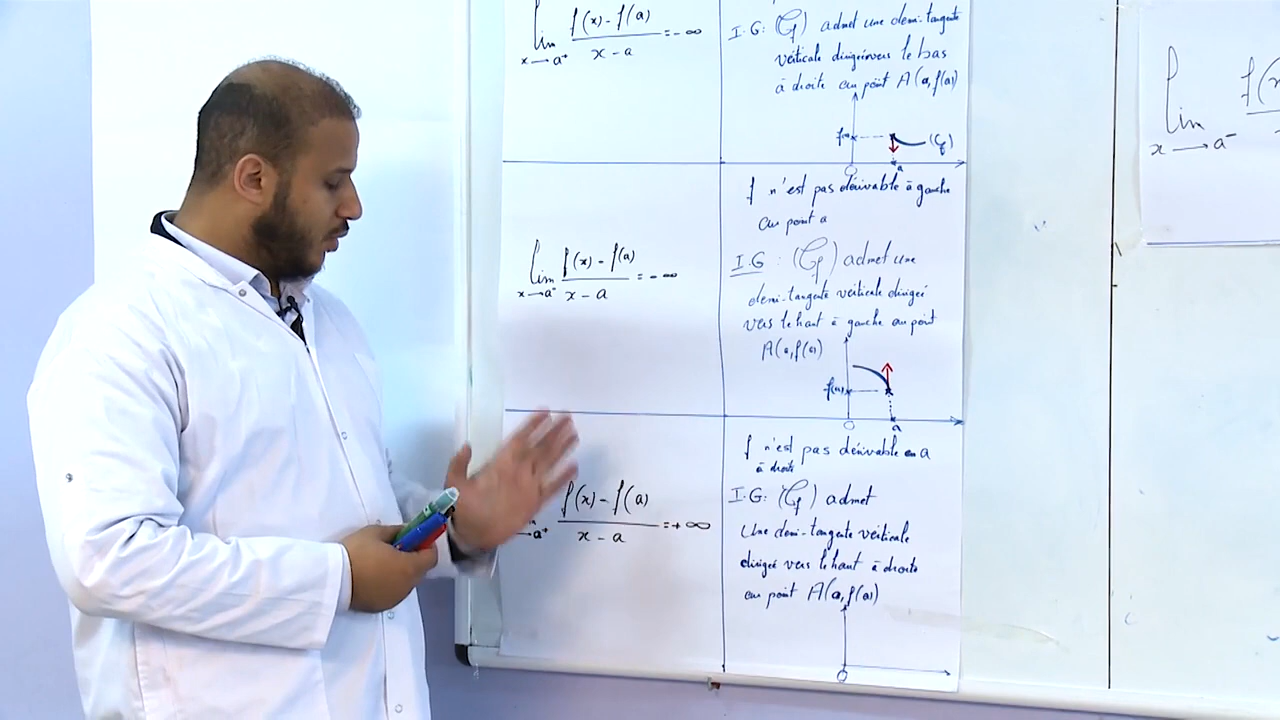 lim f(x) - f(a) / x - a = - ∞
x → a⁺
I.G: (Cf) admet une demi-tangente
verticale dirigée vers le bas
à droite au point A(a, f(a))
f(a) (Cf)
O a
f n'est pas dérivable à gauche
au point a
lim f(x) - f(a) / x - a = - ∞
x → a⁻
I.G : (Cf) admet une
demi-tangente verticale dirigée
vers le haut à gauche au point
A(a, f(a))
f(a)
O a
f(x) - f(a) / x - a = + ∞
→ a⁺
f n'est pas dérivable en a
à droite
I.G: (Cf) admet
Une demi-tangente verticale
dirigée vers le haut à droite
au point A(a, f(a))
O
lim
x → a⁻